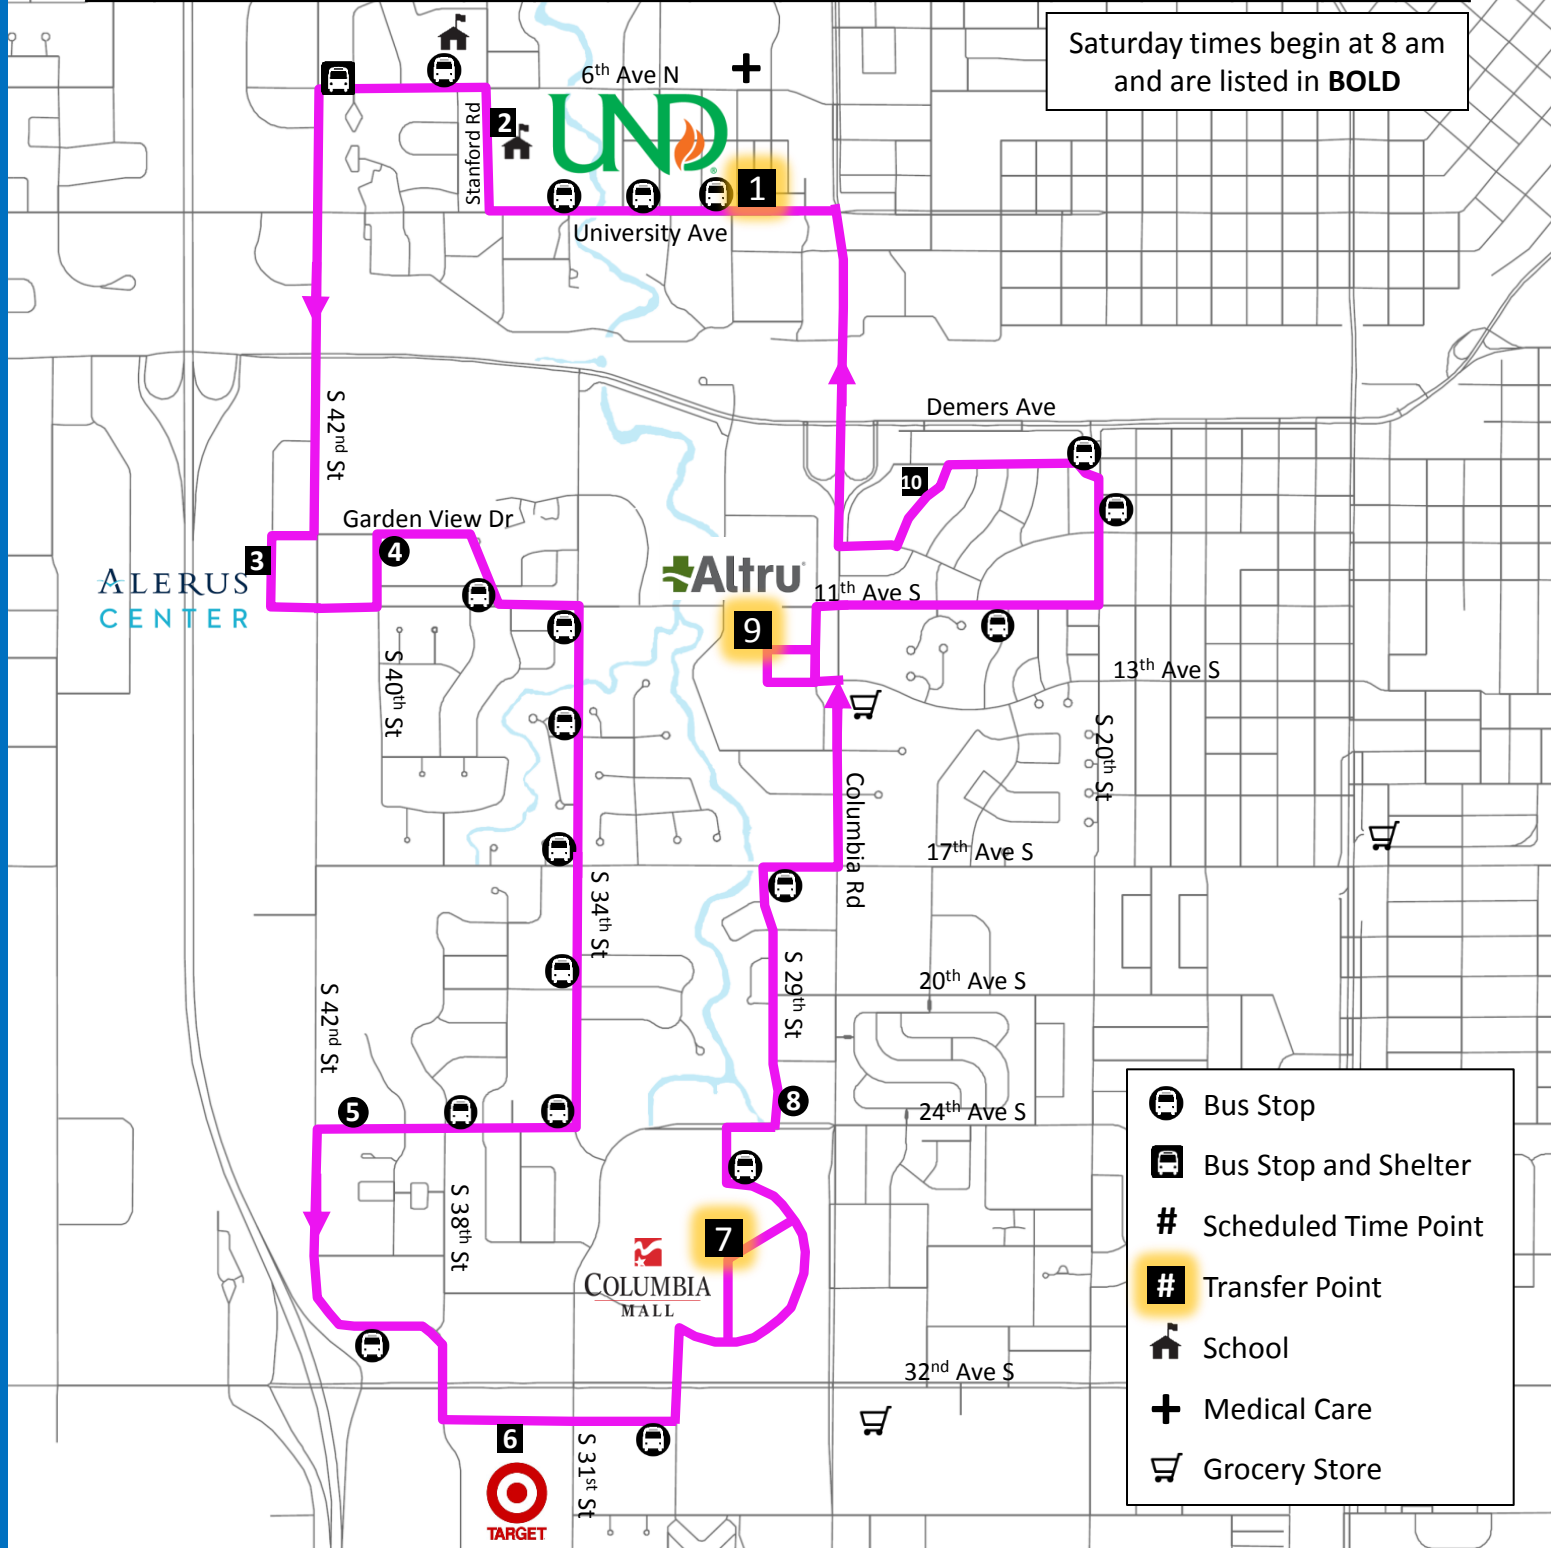 Saturday times begin at 8 am
and are listed in BOLD
6th Ave N
Stanford Rd
2
UND
1
University Ave
S 42nd St
Demers Ave
10
Garden View Dr
3
4
ALERUS
CENTER
Altru
11th Ave S
9
S 40th St
13th Ave S
S 20th St
Columbia Rd
17th Ave S
S 34th St
S 29th St
20th Ave S
S 42nd St
5
8
24th Ave S
S 38th St
7
COLUMBIA
MALL
32nd Ave S
6
S 31st St
TARGET
Bus Stop
Bus Stop and Shelter
# Scheduled Time Point
# Transfer Point
School
Medical Care
Grocery Store